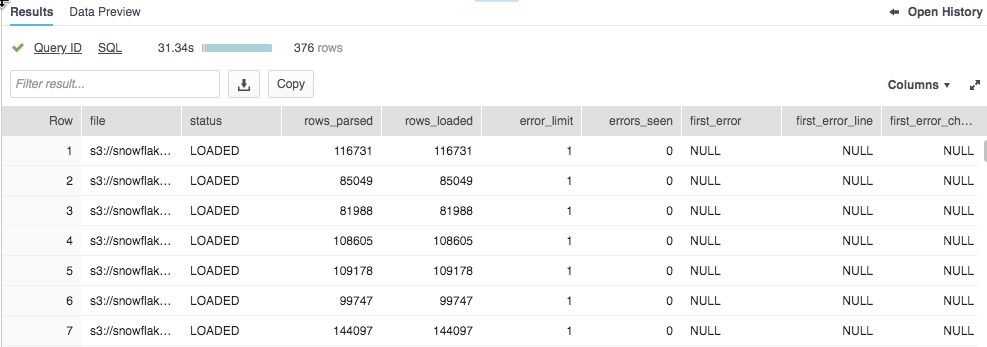 Results Data Preview Open History
Query ID SQL 31.34s 376 rows
Filter result... Copy Columns
Row file status rows_parsed rows_loaded error_limit errors_seen first_error first_error_line first_error_ch...
1 s3://snowflak... LOADED 116731 116731 1 0 NULL NULL NULL
2 s3://snowflak... LOADED 85049 85049 1 0 NULL NULL NULL
3 s3://snowflak... LOADED 81988 81988 1 0 NULL NULL NULL
4 s3://snowflak... LOADED 108605 108605 1 0 NULL NULL NULL
5 s3://snowflak... LOADED 109178 109178 1 0 NULL NULL NULL
6 s3://snowflak... LOADED 99747 99747 1 0 NULL NULL NULL
7 s3://snowflak... LOADED 144097 144097 1 0 NULL NULL NULL